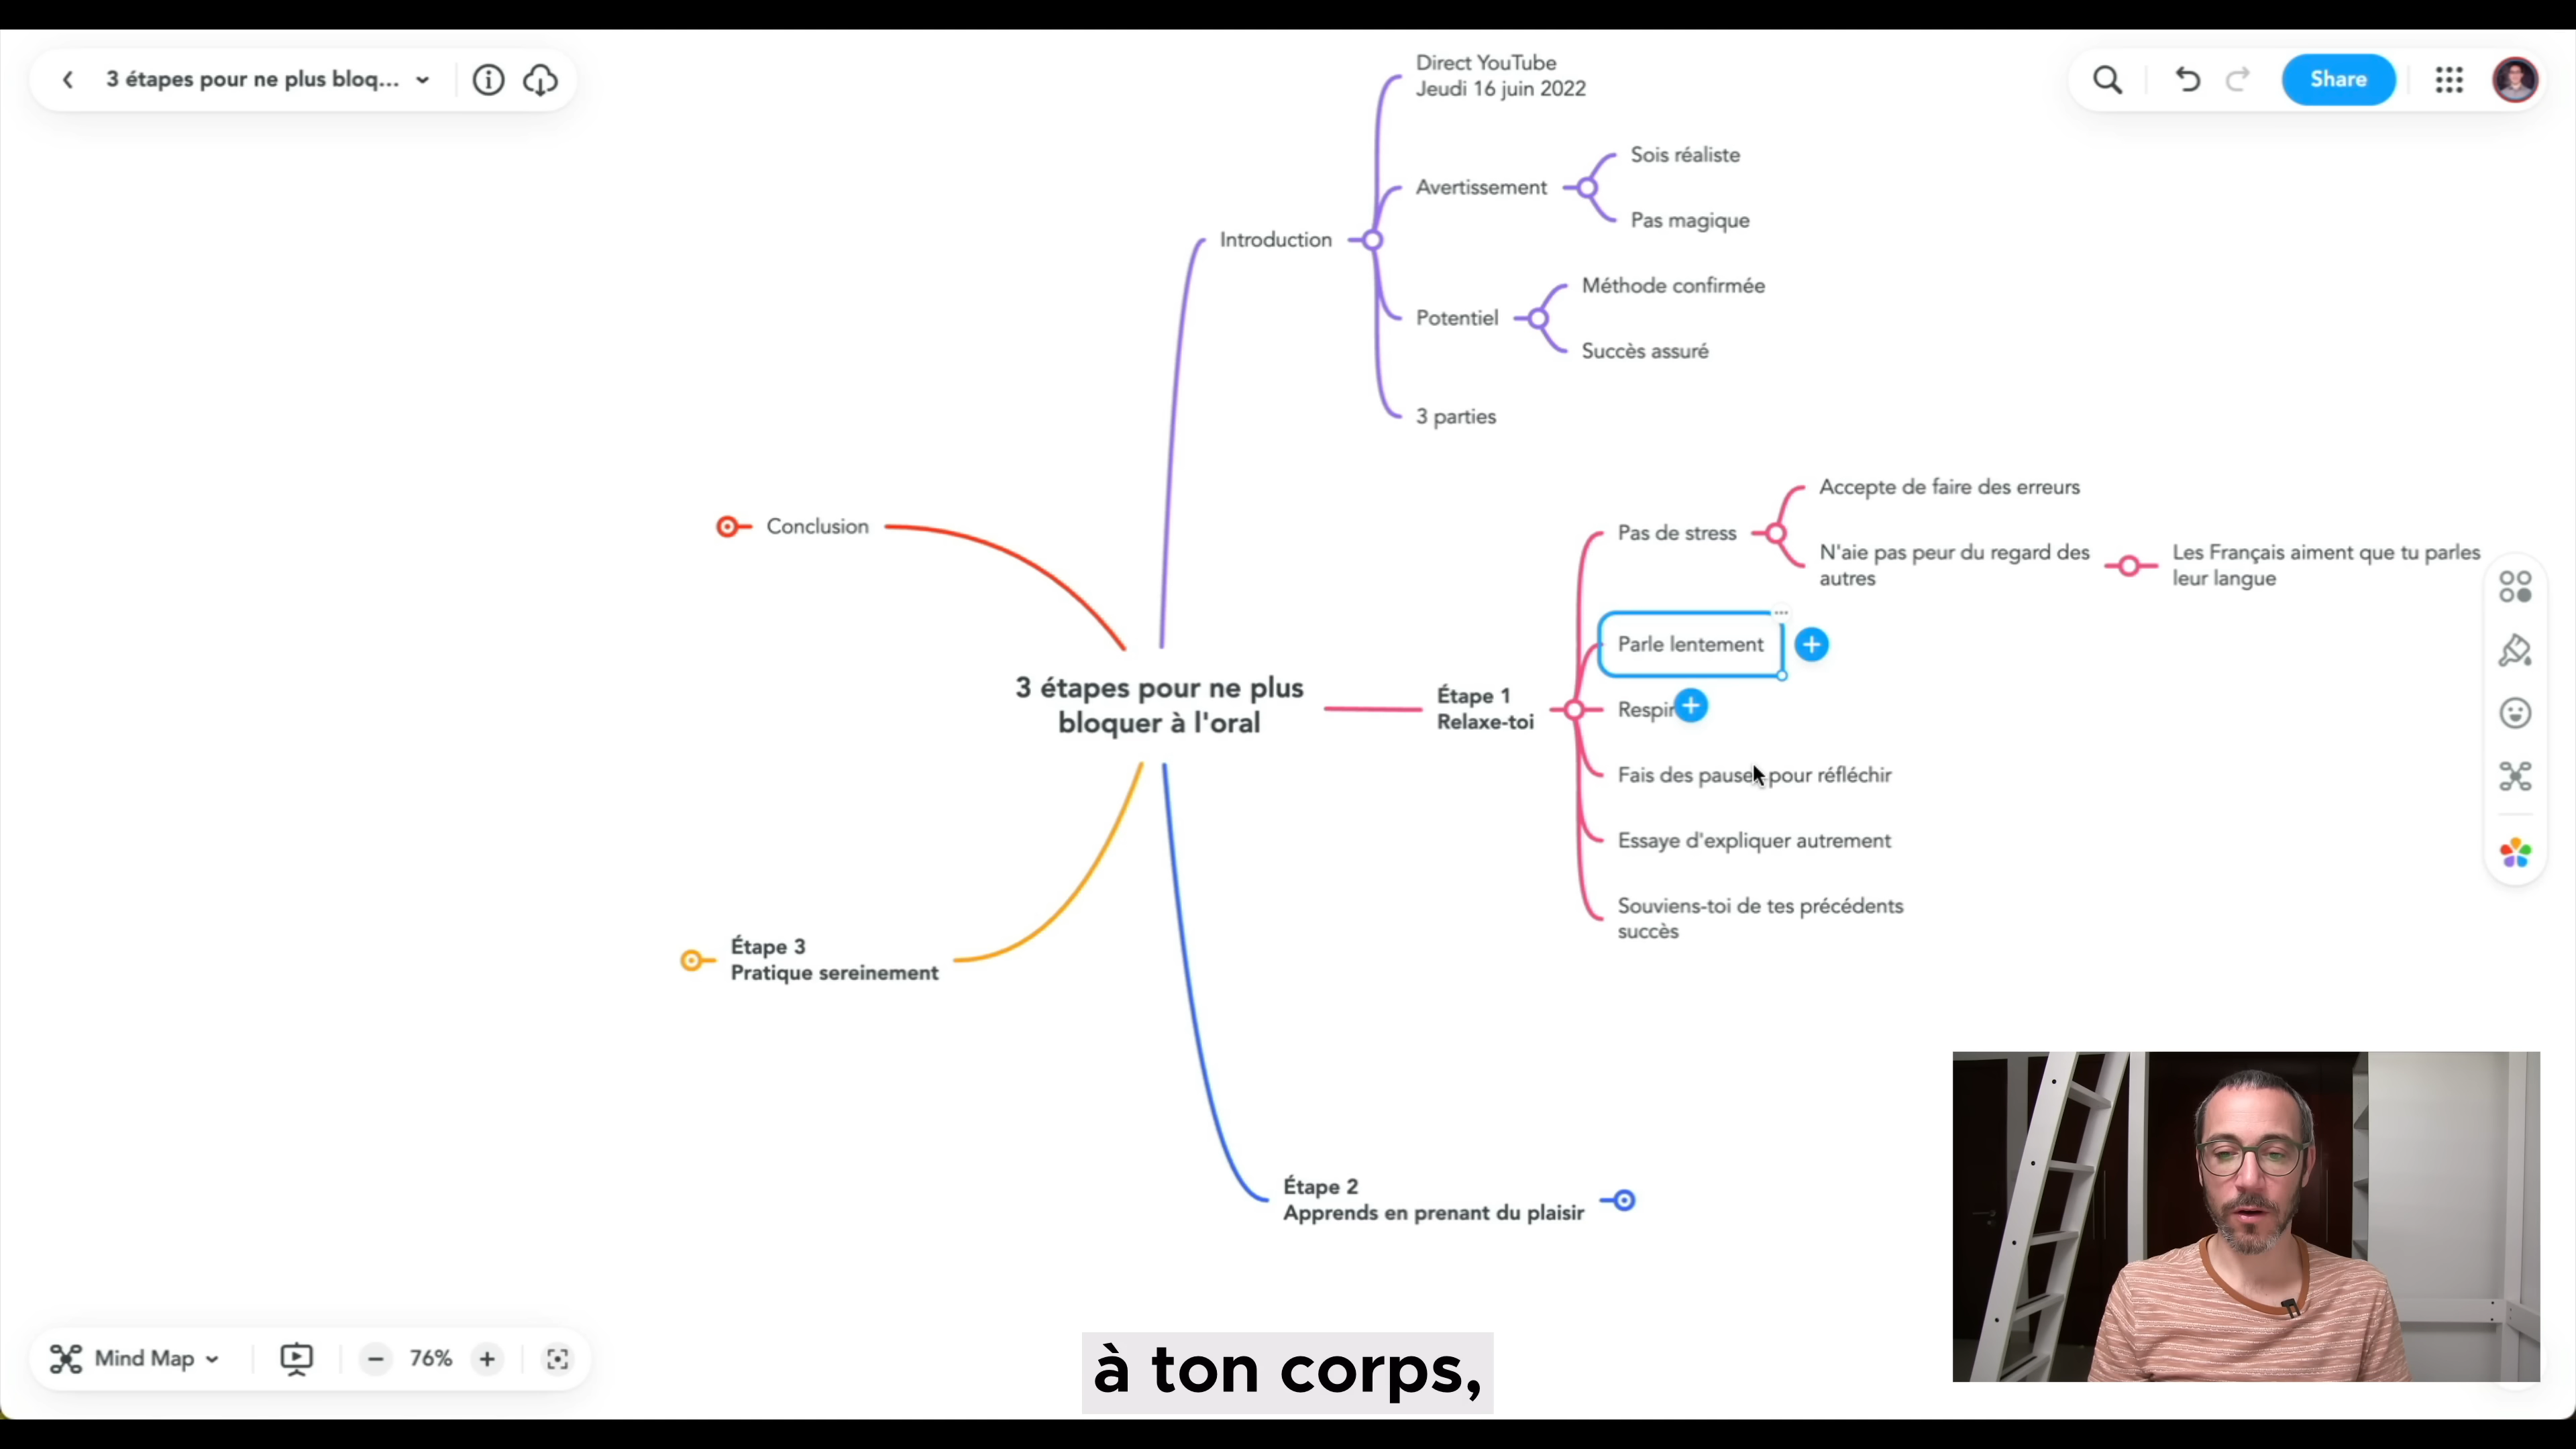 3 étapes pour ne plus bloq...
Share
Direct YouTube
Jeudi 16 juin 2022
Sois réaliste
Avertissement
Pas magique
Introduction
Méthode confirmée
Potentiel
Succès assuré
3 parties
Accepte de faire des erreurs
Pas de stress
N'aie pas peur du regard des
autres
Les Français aiment que tu parles
leur langue
Conclusion
Parle lentement
3 étapes pour ne plus
bloquer à l'oral
Étape 1
Relaxe-toi
Fais des pauses pour réfléchir
Essaye d'expliquer autrement
Souviens-toi de tes précédents
succès
Étape 3
Pratique sereinement
Étape 2
Apprends en prenant du plaisir
Mind Map
76%
à ton corps,